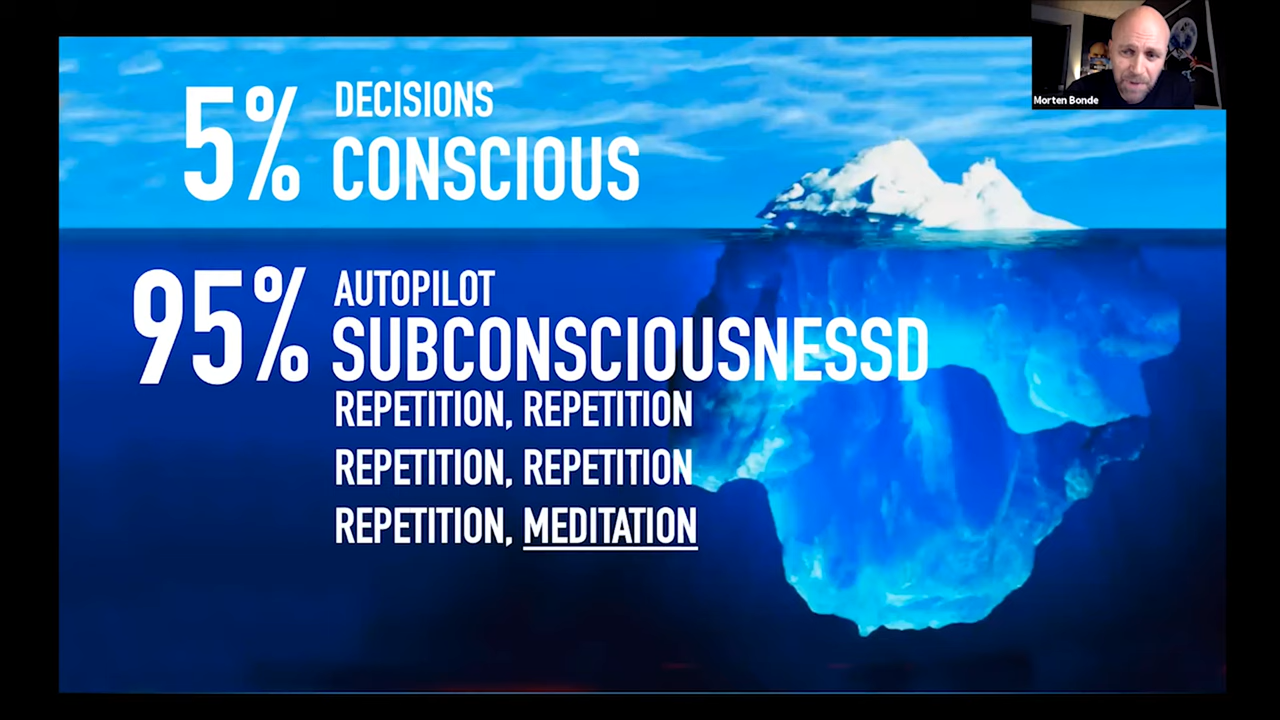 5% DECISIONS
CONSCIOUS
95% AUTOPILOT
SUBCONSCIOUSNESSD
REPETITION, REPETITION
REPETITION, REPETITION
REPETITION, MEDITATION
Morten Bonde